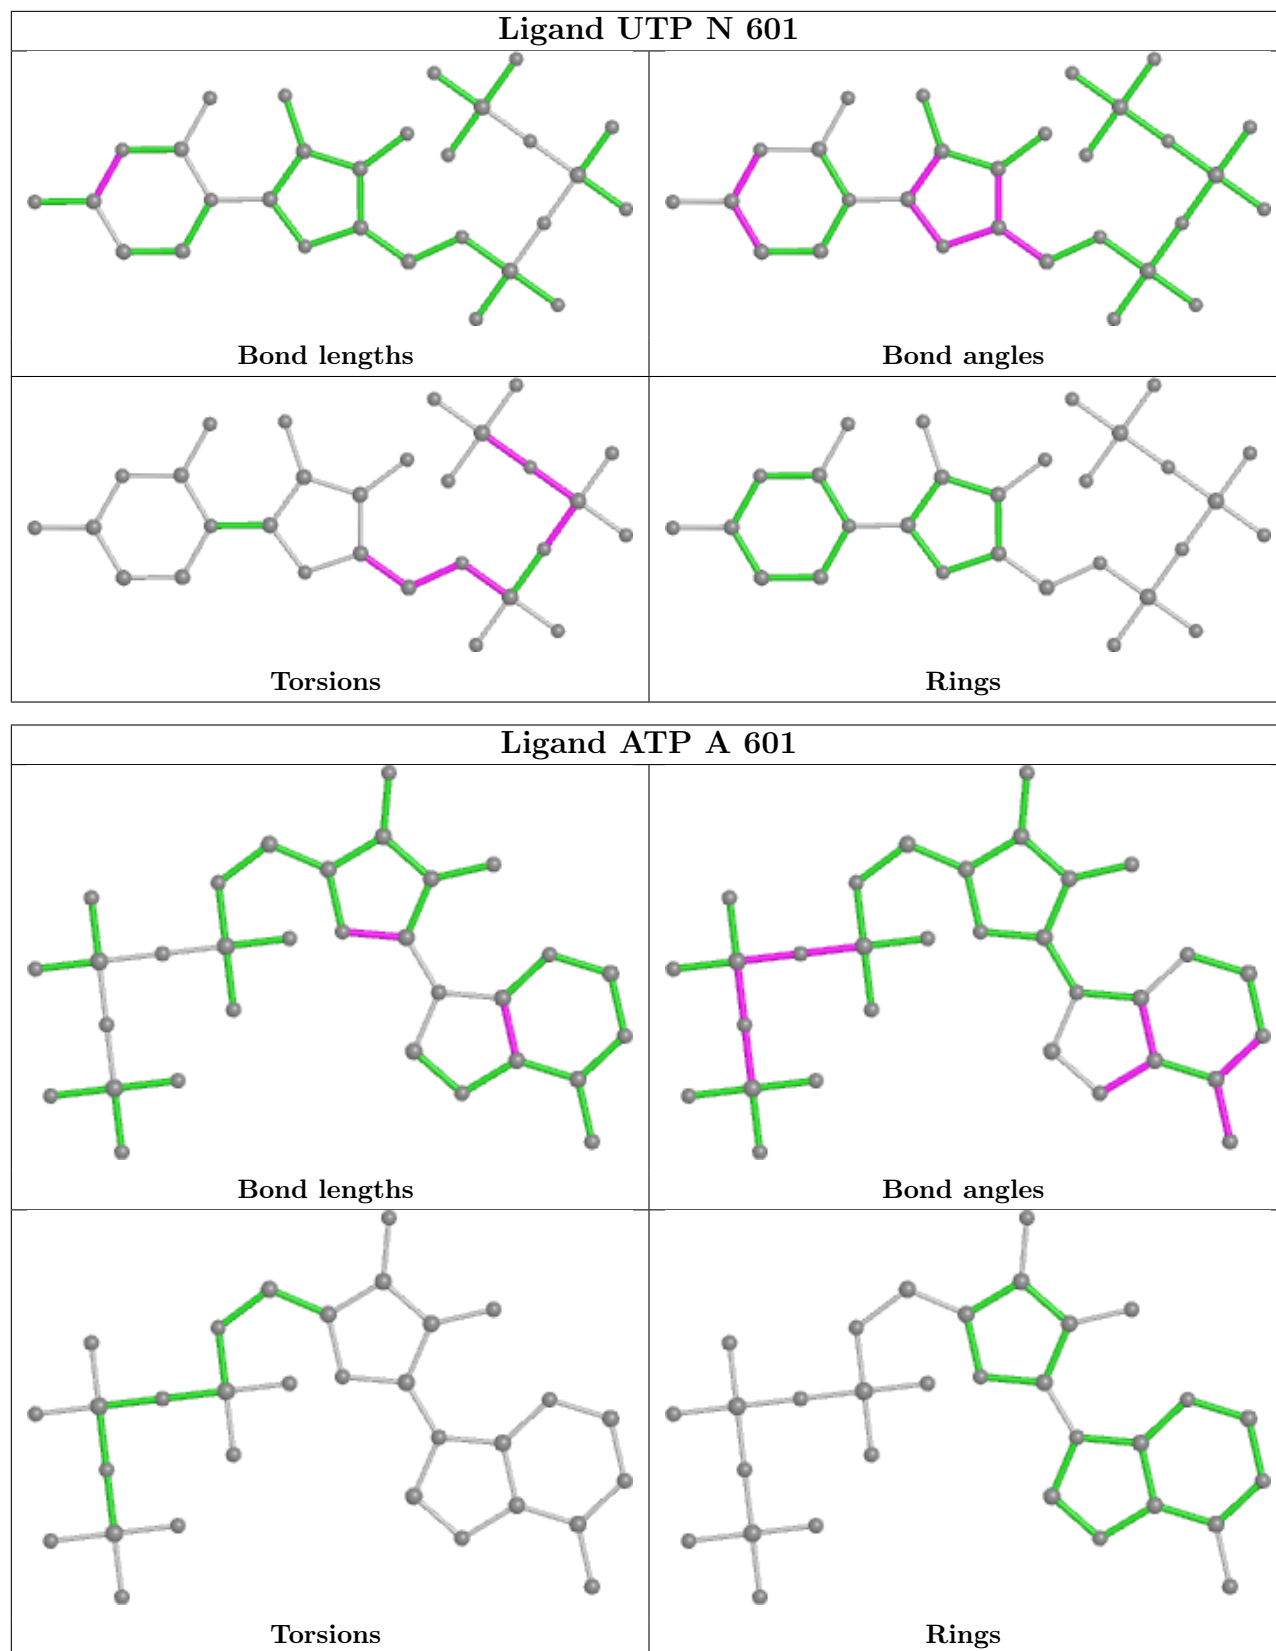 Ligand UTP N 601
Bond lengths
Bond angles
Torsions
Rings
Ligand ATP A 601
Bond lengths
Bond angles
Torsions
Rings